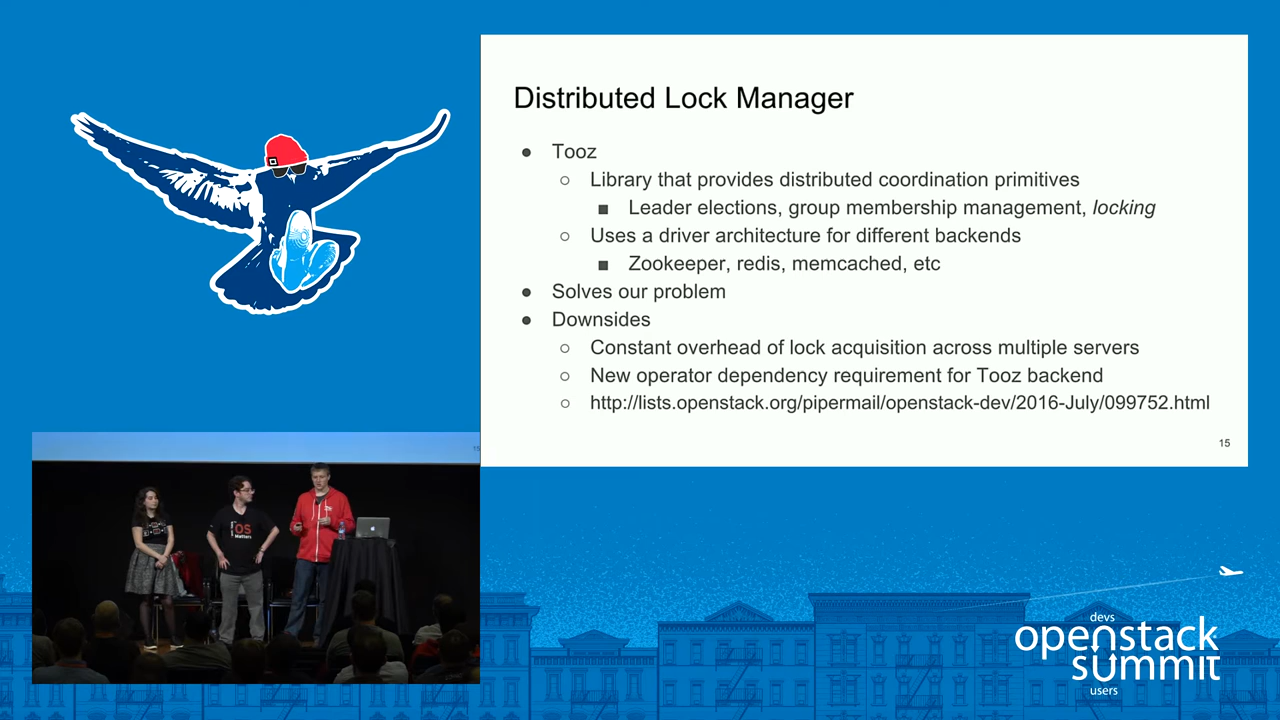 Distributed Lock Manager
● Tooz
○ Library that provides distributed coordination primitives
■ Leader elections, group membership management, locking
○ Uses a driver architecture for different backends
■ Zookeeper, redis, memcached, etc
● Solves our problem
● Downsides
○ Constant overhead of lock acquisition across multiple servers
○ New operator dependency requirement for Tooz backend
○ http://lists.openstack.org/pipermail/openstack-dev/2016-July/099752.html
15
OS
Matters
devs
openstack
summit
users